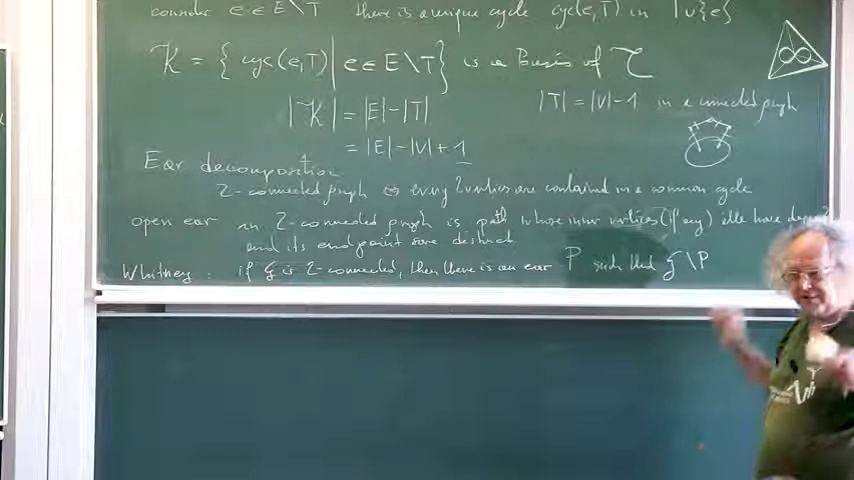 consider e ∈ E\T there is a unique cycle cyc(e,T) in T∪{e}
K = { cyc(e,T) | e ∈ E\T } is a Basis of C
|K| = |E|-|T| |T| = |V|-1 in a connected graph
= |E|-|V|+1
Ear decomposition
2-connected graph ⇔ every 2 vertices are contained in a common cycle
open ear in 2-connected graph is path whose inner vertices (if any) all have degree
and its endpoints are distinct
Whitney: if G is 2-connected, then there is an ear P such that G\P